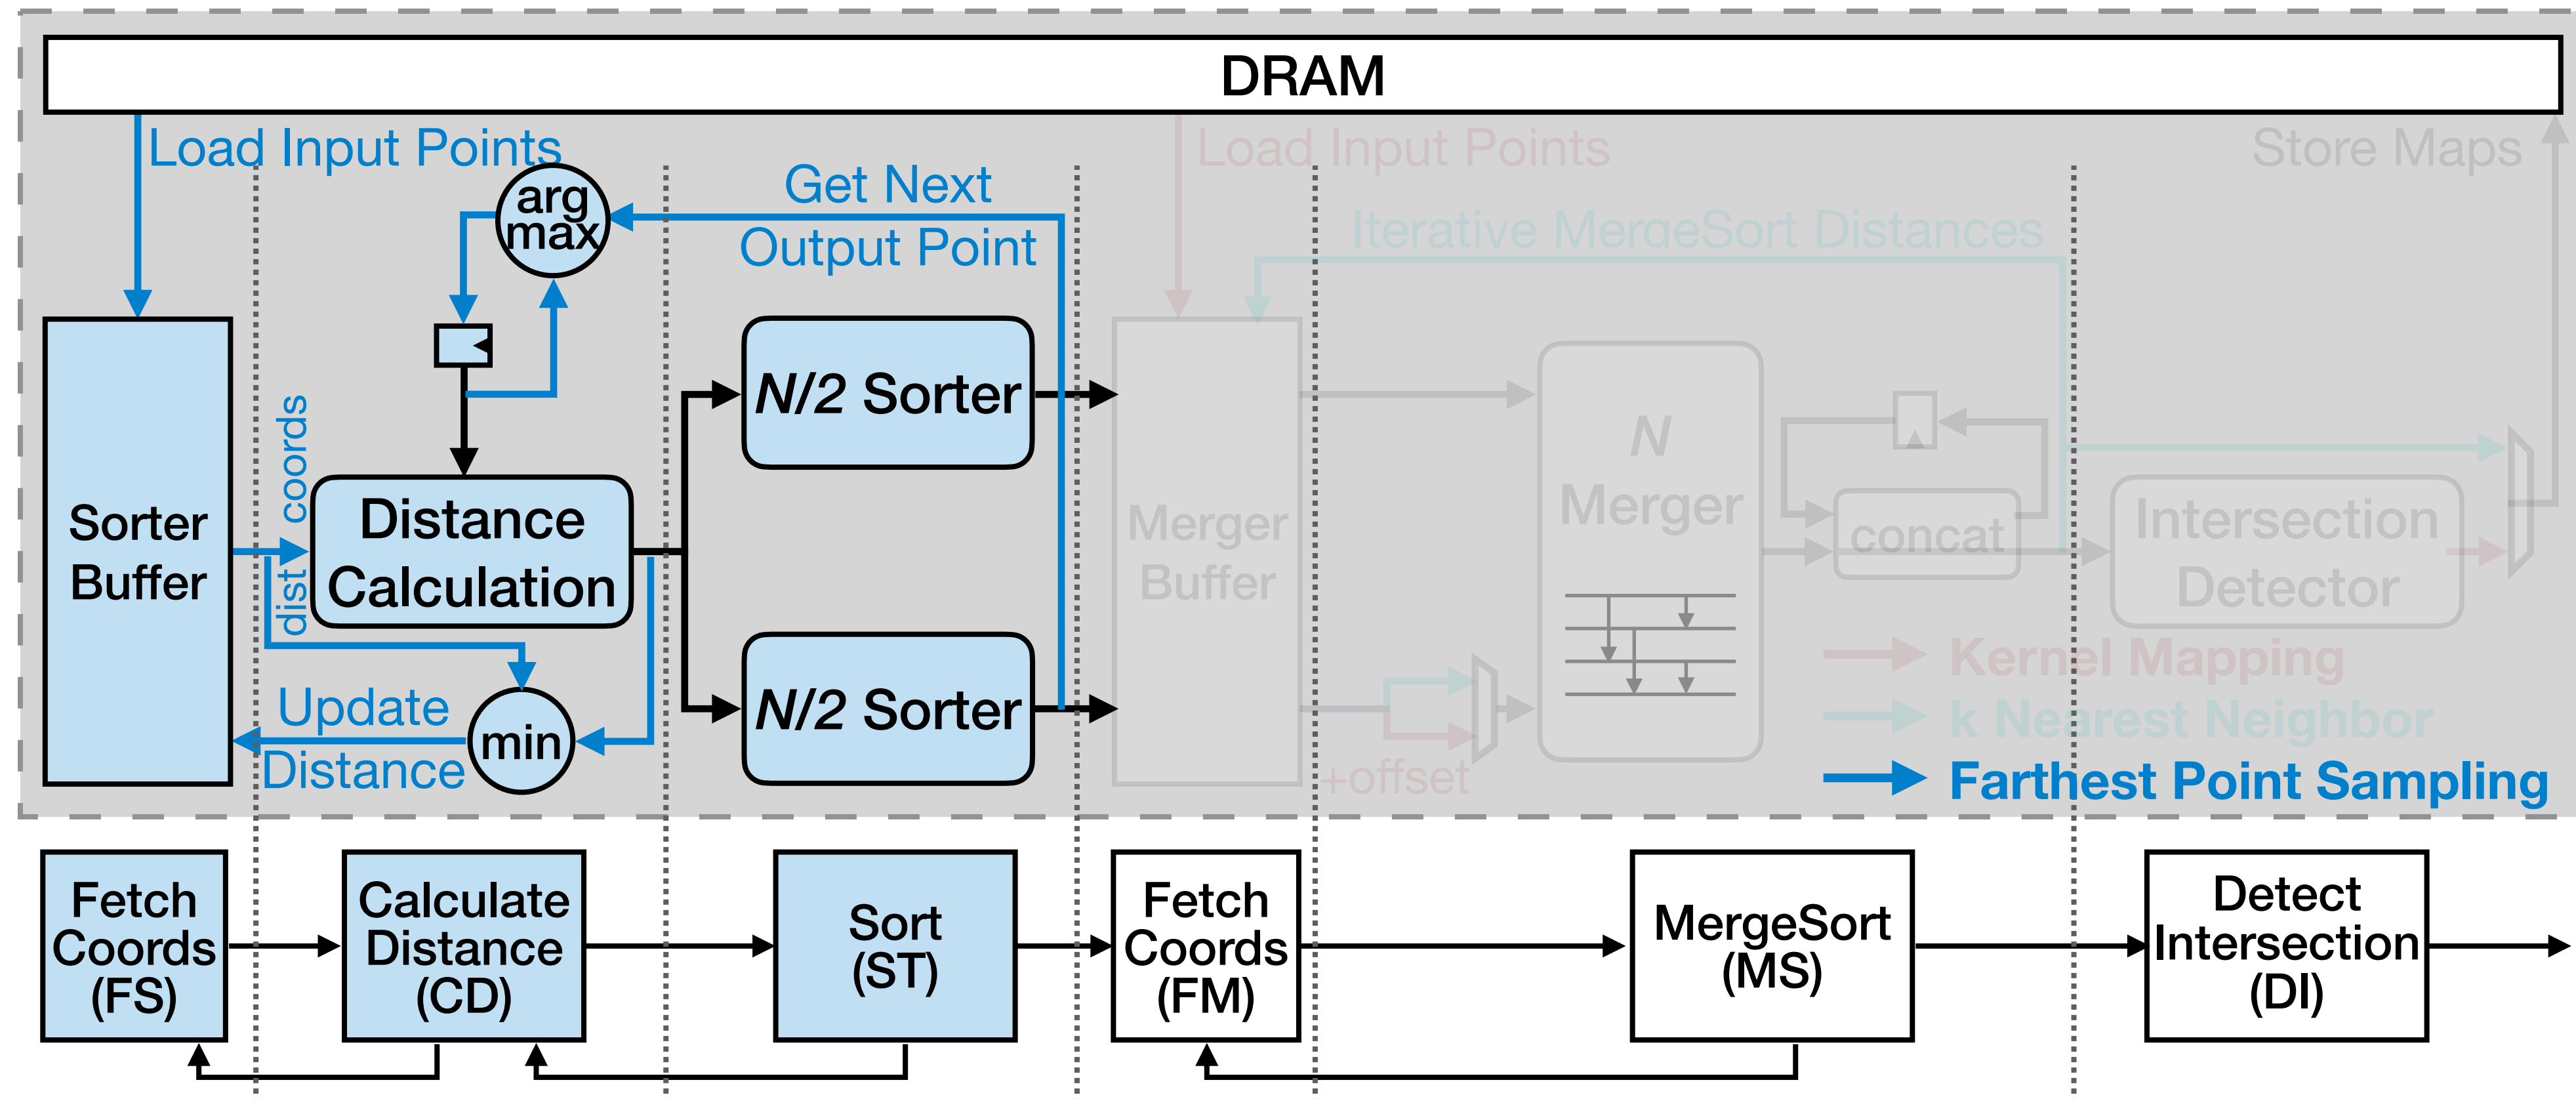 DRAM
Load Input Points
Load Input Points
Store Maps
arg
max
Get Next
Output Point
Iterative MergeSort Distances
Sorter
Buffer
coords
dist
Distance
Calculation
N/2 Sorter
N/2 Sorter
Update
Distance
min
Merger
Buffer
+offset
N
Merger
concat
Intersection
Detector
Kernel Mapping
k Nearest Neighbor
Farthest Point Sampling
Fetch
Coords
(FS)
Calculate
Distance
(CD)
Sort
(ST)
Fetch
Coords
(FM)
MergeSort
(MS)
Detect
Intersection
(DI)